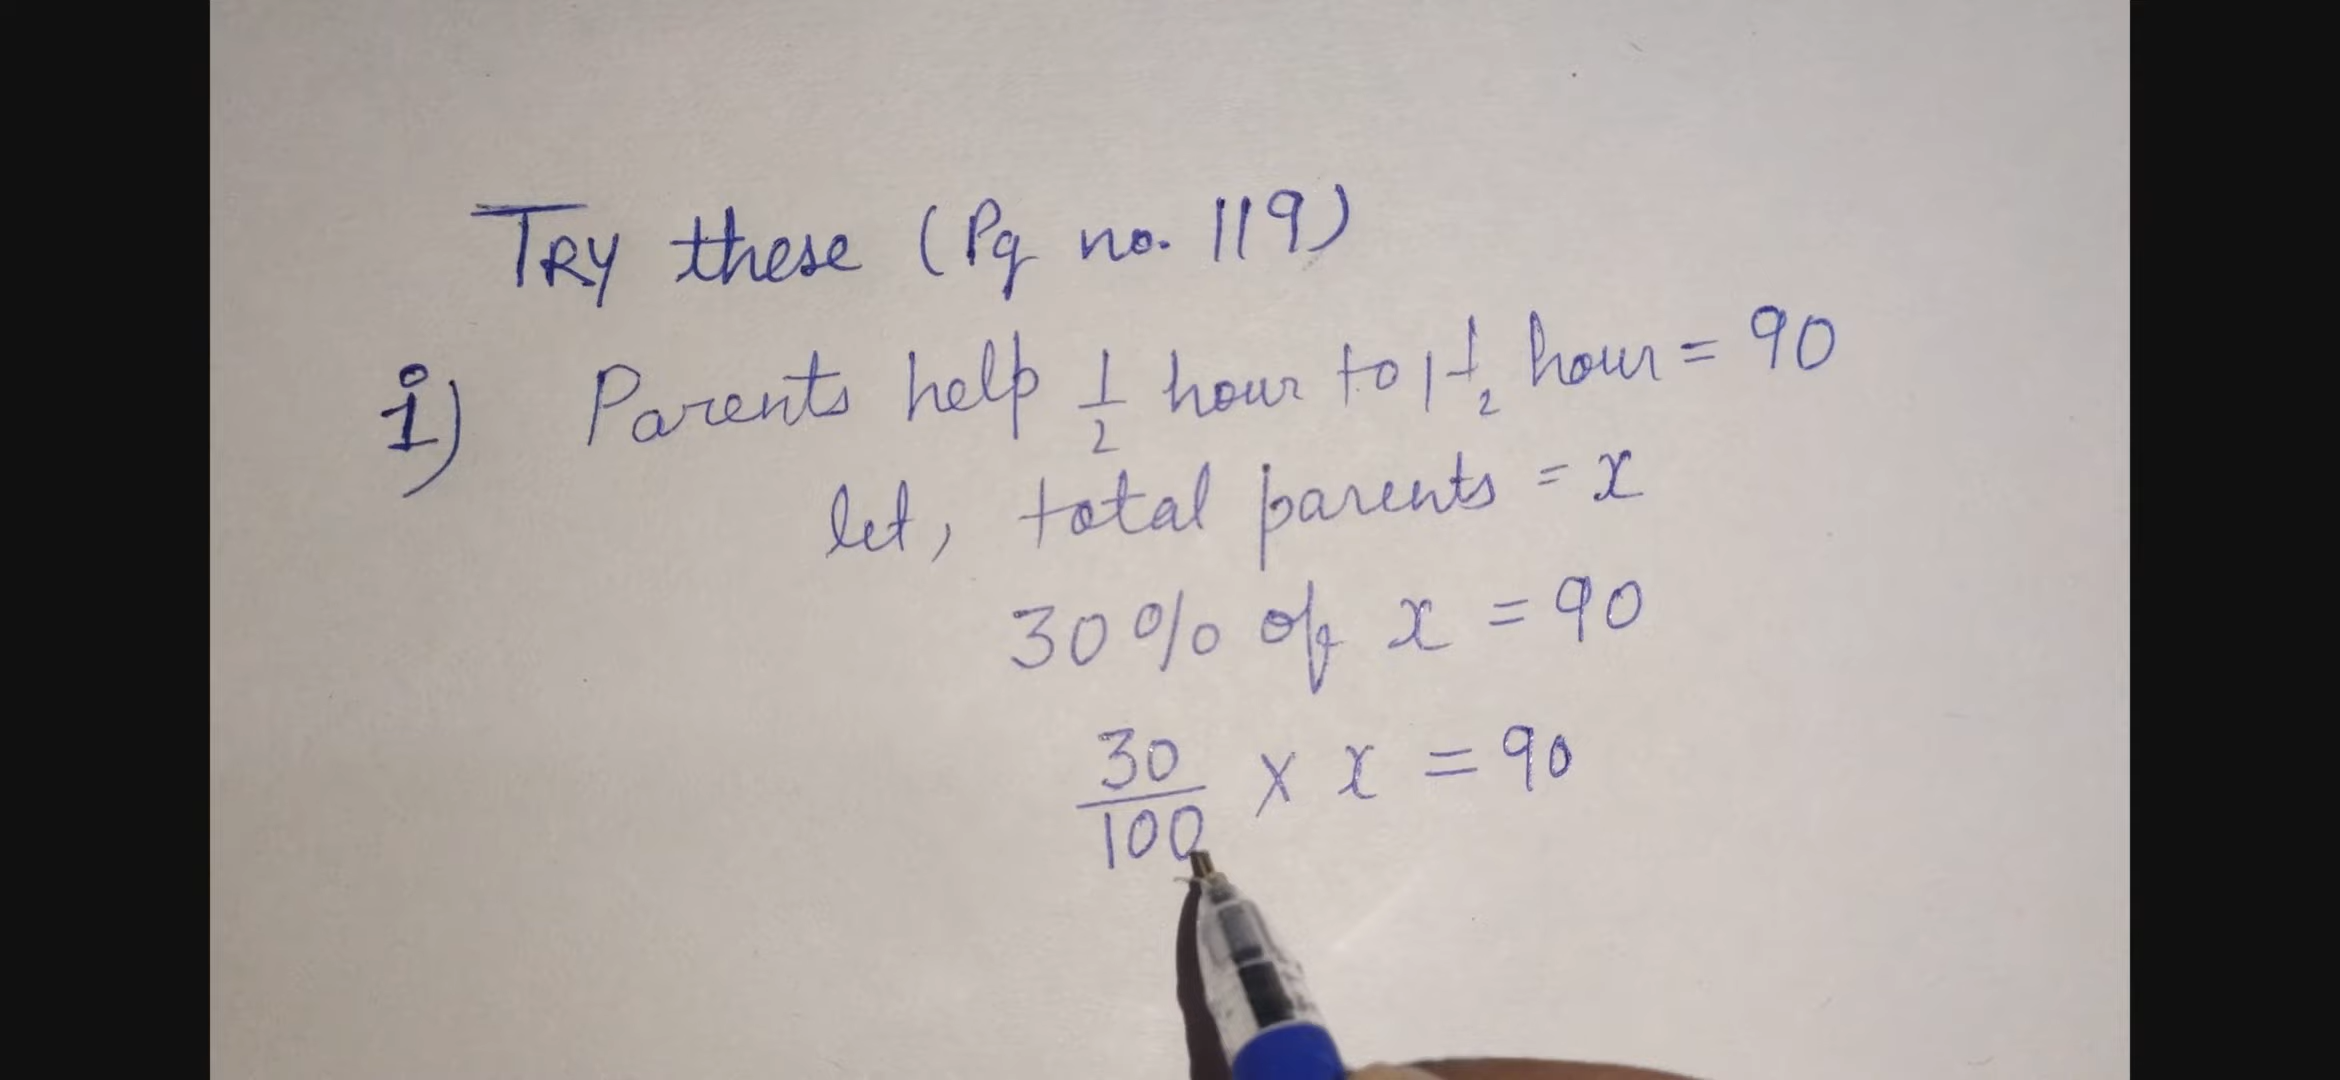 TRY these (Pg no. 119)
i) Parents help 1/2 hour to 1 1/2 hour = 90
let, total parents = x
30% of x = 90
30/100 × x = 90